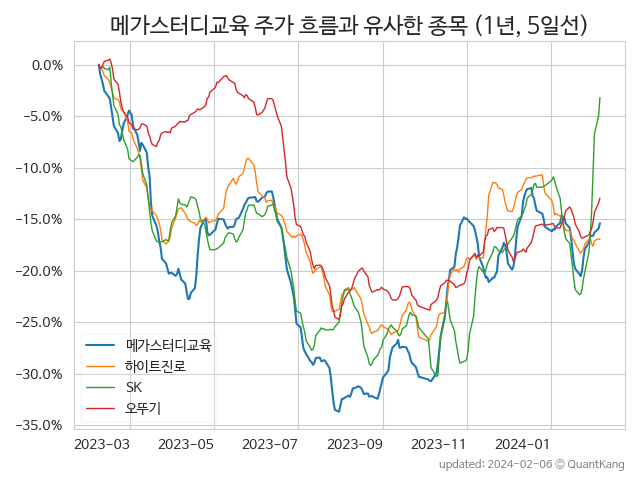 메가스터디교육 주가 흐름과 유사한 종목 (1년, 5일선)
0.0%
−5.0%
−10.0%
−15.0%
−20.0%
−25.0%
−30.0%
−35.0%
메가스터디교육
하이트진로
SK
오뚜기
2023-03 2023-05 2023-07 2023-09 2023-11 2024-01
updated: 2024-02-06 © QuantKang